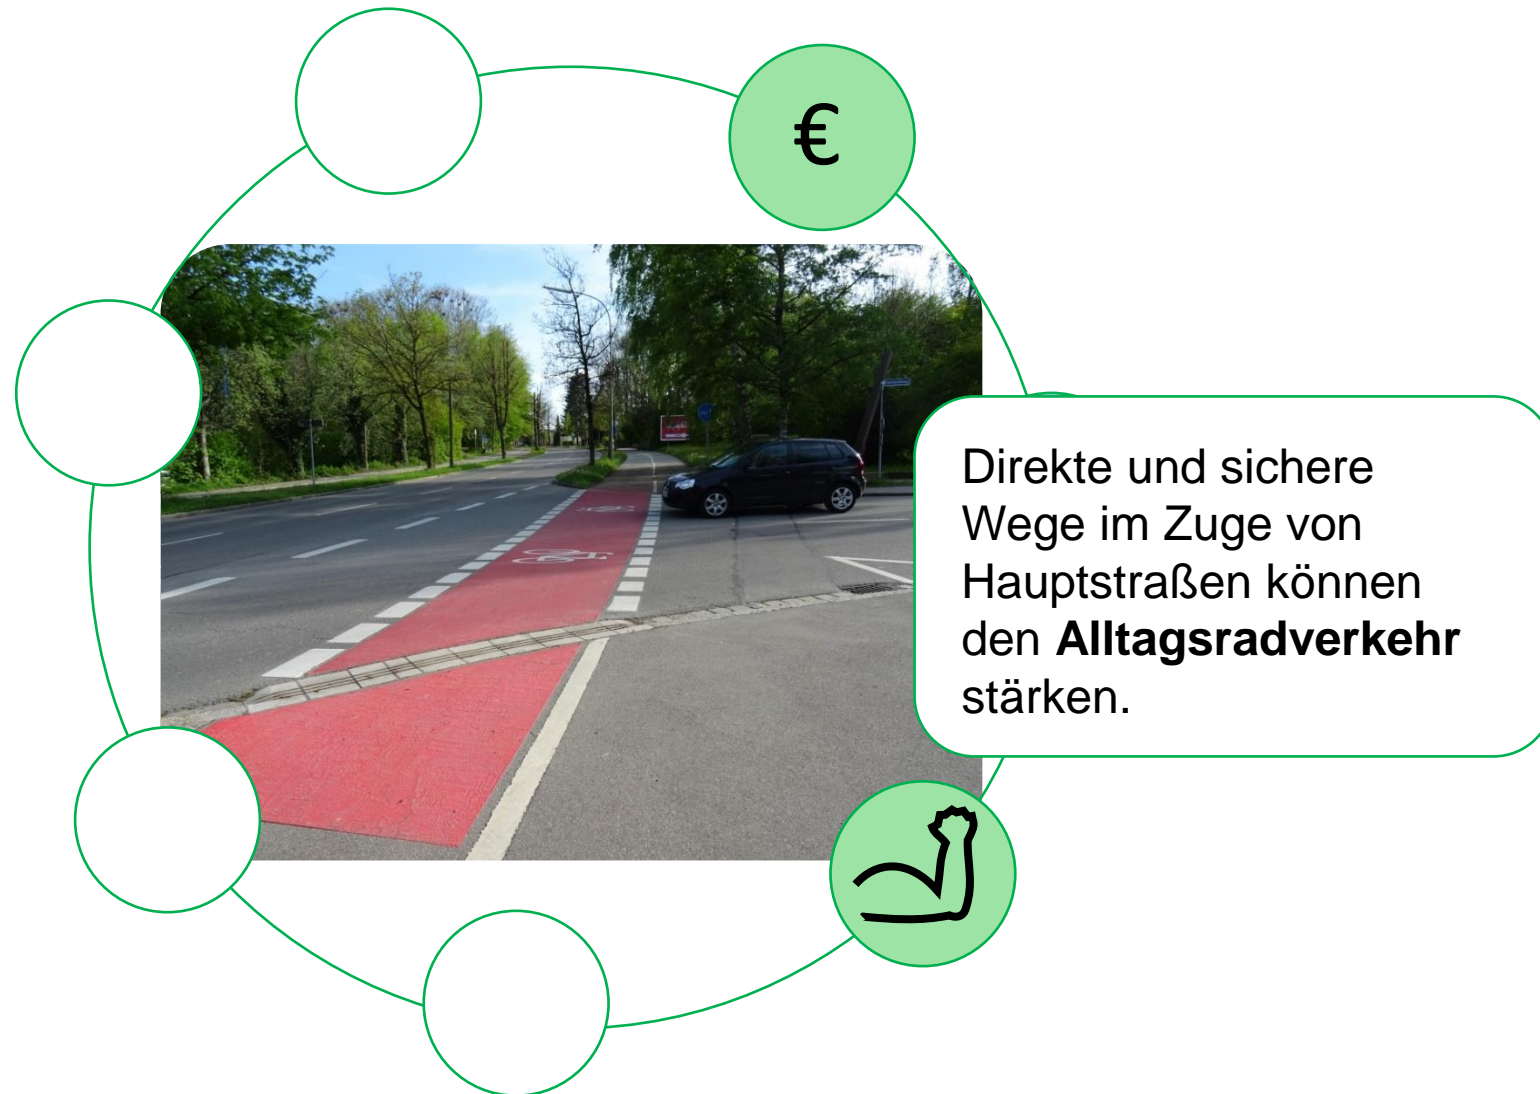 €
Direkte und sichere
Wege im Zuge von
Hauptstraßen können
den Alltagsradverkehr
stärken.